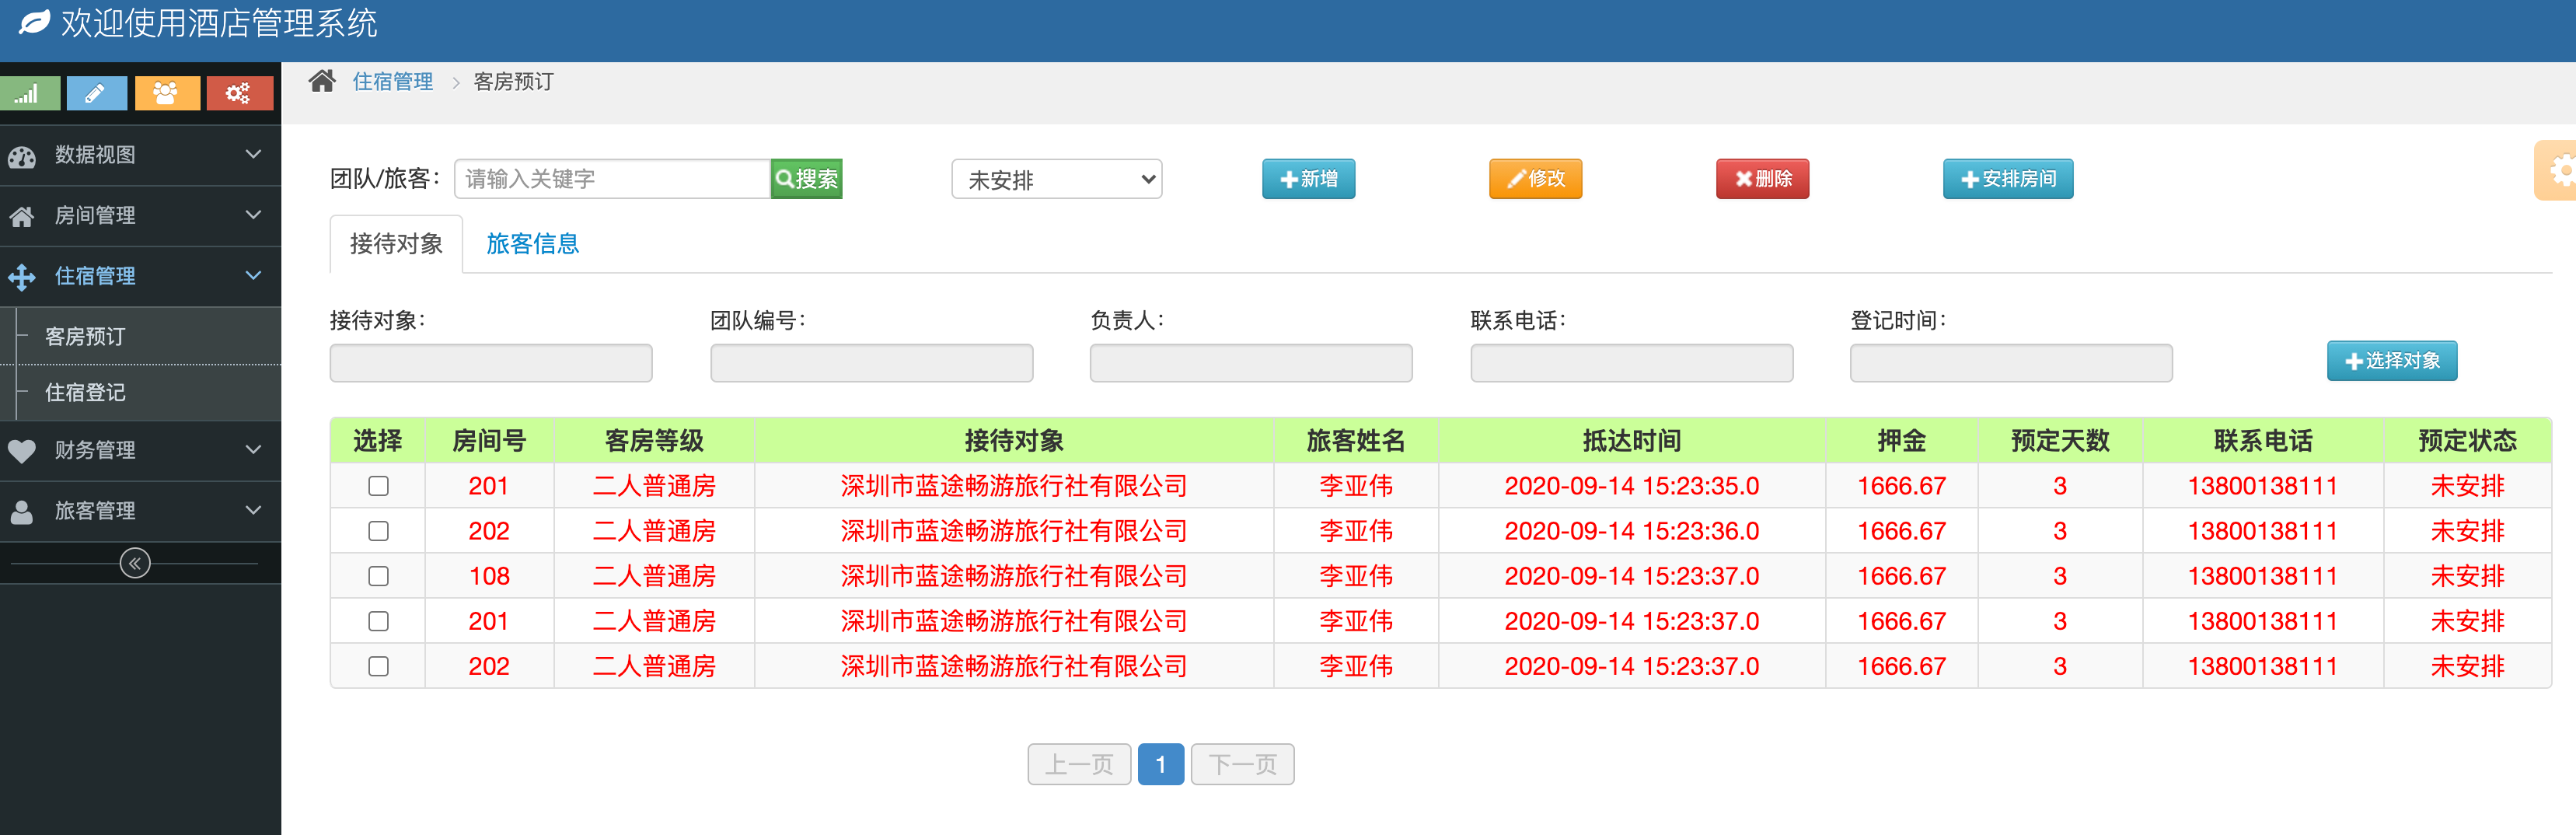 欢迎使用酒店管理系统
住宿管理 > 客房预订
数据视图
房间管理
住宿管理
客房预订
住宿登记
财务管理
旅客管理
团队/旅客： 请输入关键字 搜索 未安排 新增 修改 删除 安排房间
接待对象 旅客信息
接待对象： 团队编号： 负责人： 联系电话： 登记时间：
选择对象
选择 房间号 客房等级 接待对象 旅客姓名 抵达时间 押金 预定天数 联系电话 预定状态
201 二人普通房 深圳市蓝途畅游旅行社有限公司 李亚伟 2020-09-14 15:23:35.0 1666.67 3 13800138111 未安排
202 二人普通房 深圳市蓝途畅游旅行社有限公司 李亚伟 2020-09-14 15:23:36.0 1666.67 3 13800138111 未安排
108 二人普通房 深圳市蓝途畅游旅行社有限公司 李亚伟 2020-09-14 15:23:37.0 1666.67 3 13800138111 未安排
201 二人普通房 深圳市蓝途畅游旅行社有限公司 李亚伟 2020-09-14 15:23:37.0 1666.67 3 13800138111 未安排
202 二人普通房 深圳市蓝途畅游旅行社有限公司 李亚伟 2020-09-14 15:23:37.0 1666.67 3 13800138111 未安排
上一页 1 下一页